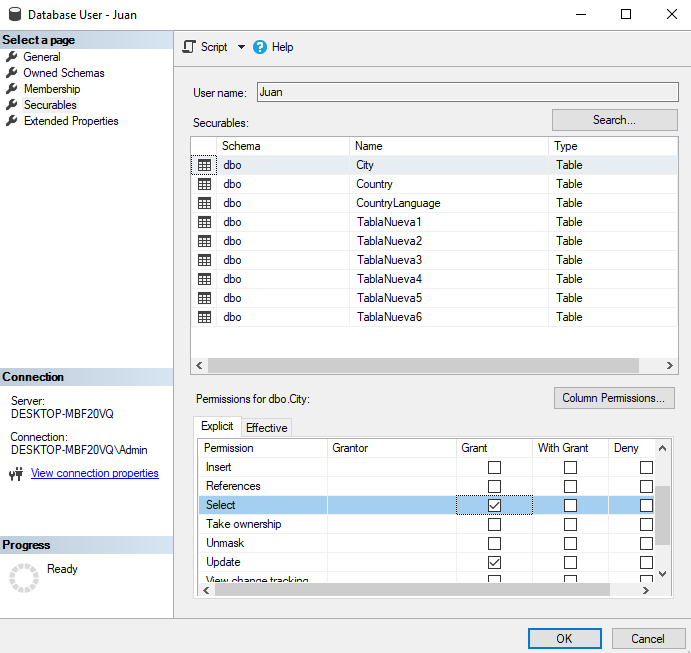 Database User - Juan
Select a page
General
Owned Schemas
Membership
Securables
Extended Properties
Connection
Server:
DESKTOP-MBF20VQ
Connection:
DESKTOP-MBF20VQ\Admin
View connection properties
Progress
Ready
Script Help
User name: Juan
Securables: Search...
Schema Name Type
dbo City Table
dbo Country Table
dbo CountryLanguage Table
dbo TablaNueva1 Table
dbo TablaNueva2 Table
dbo TablaNueva3 Table
dbo TablaNueva4 Table
dbo TablaNueva5 Table
dbo TablaNueva6 Table
Permissions for dbo.City: Column Permissions...
Explicit Effective
Permission Grantor Grant With Grant Deny
Insert
References
Select
Take ownership
Unmask
Update
View change tracking
OK Cancel